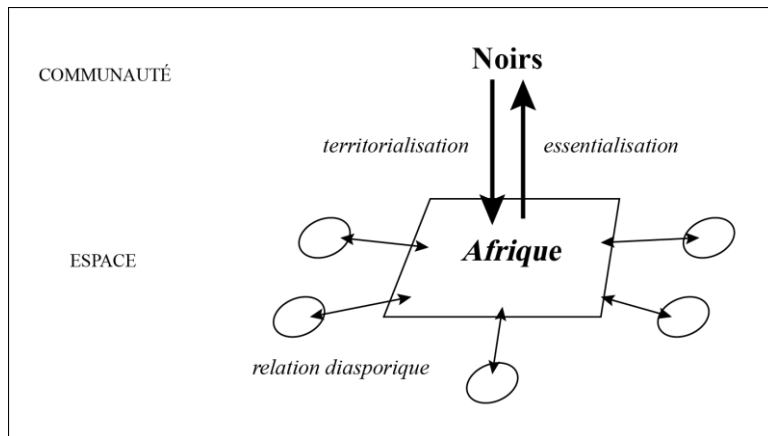 Noirs
COMMUNAUTÉ
territorialisation
essentialisation
Afrique
ESPACE
relation diasporique